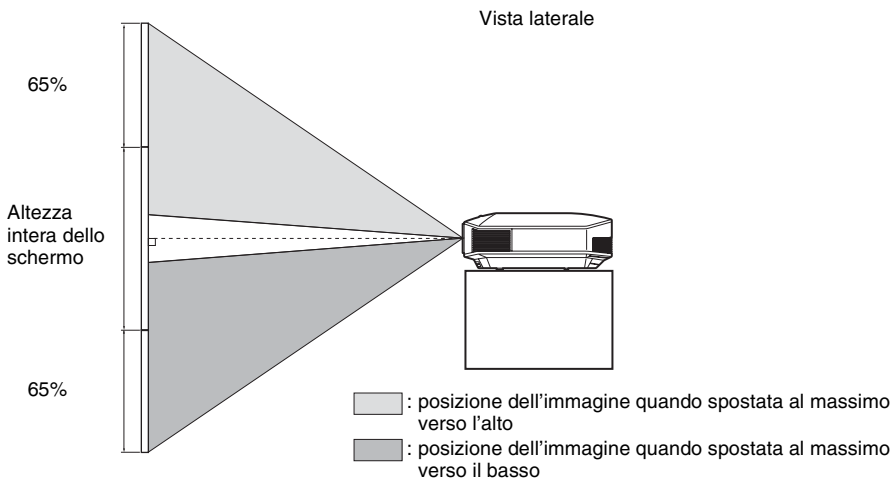 Vista laterale
65%
Altezza
intera dello
schermo
65%
: posizione dell'immagine quando spostata al massimo
verso l'alto
: posizione dell'immagine quando spostata al massimo
verso il basso